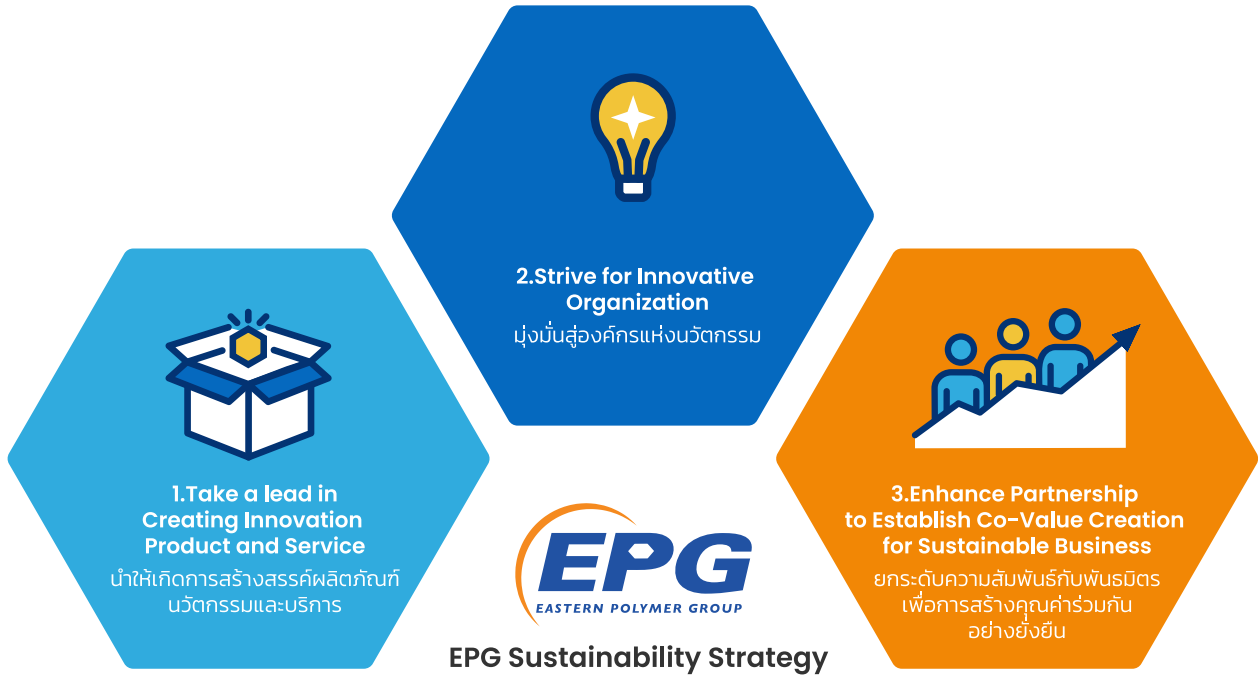 2.Strive for Innovative
Organization
มุ่งมั่นสู่องค์กรแห่งนวัตกรรม
1.Take a lead in
Creating Innovation
Product and Service
นำให้เกิดการสร้างสรรค์ผลิตภัณฑ์
นวัตกรรมและบริการ
3.Enhance Partnership
to Establish Co-Value Creation
for Sustainable Business
ยกระดับความสัมพันธ์กับพันธมิตร
เพื่อการสร้างคุณค่าร่วมกัน
อย่างยั่งยืน
EPG
EASTERN POLYMER GROUP
EPG Sustainability Strategy